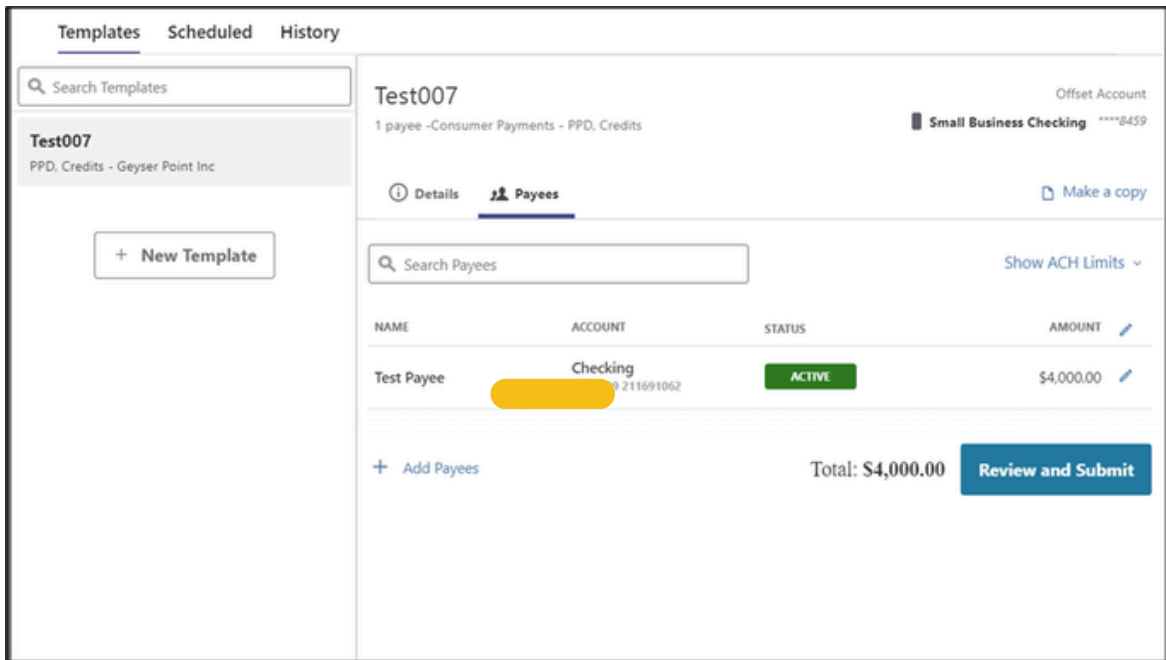 Templates Scheduled History
Search Templates
Test007
PPD, Credits - Geyser Point Inc
+ New Template
Test007
1 payee -Consumer Payments - PPD, Credits
Offset Account
Small Business Checking ****8459
Details Payees
Make a copy
Search Payees
Show ACH Limits
NAME ACCOUNT STATUS AMOUNT
Test Payee Checking ACTIVE $4,000.00
211691062
+ Add Payees
Total: $4,000.00
Review and Submit